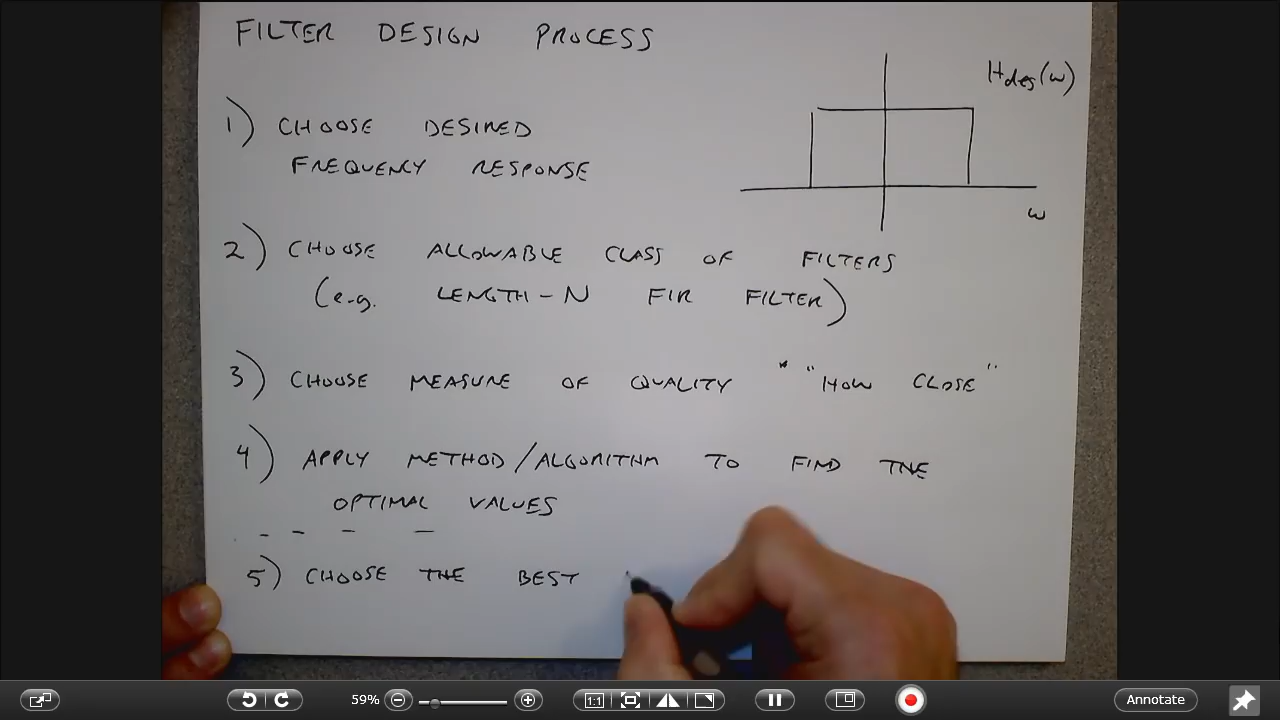 FILTER DESIGN PROCESS
Hdes(ω)
1) CHOOSE DESIRED
FREQUENCY RESPONSE
ω
2) CHOOSE ALLOWABLE CLASS OF FILTERS
(e.g. LENGTH-N FIR FILTER)
3) CHOOSE MEASURE OF QUALITY "HOW CLOSE"
4) APPLY METHOD/ALGORITHM TO FIND THE
OPTIMAL VALUES
5) CHOOSE THE BEST
59%
1:1
Annotate